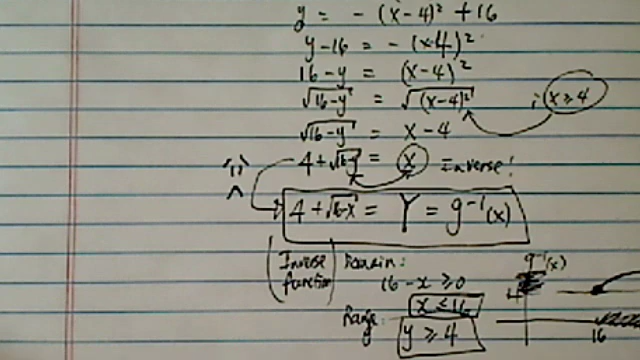 y = - (x-4)² + 16
y-16 = - (x-4)²
16-y = (x-4)²
√16-y = √(x-4)² ; x ≥ 4
√16-y = x-4
4 + √16-y = x Inverse!
4 + √16-x = Y = g⁻¹(x)
(Inverse function) Domain:
16-x ≥ 0
x ≤ 16
Range:
y ≥ 4
g⁻¹(x)
4
16